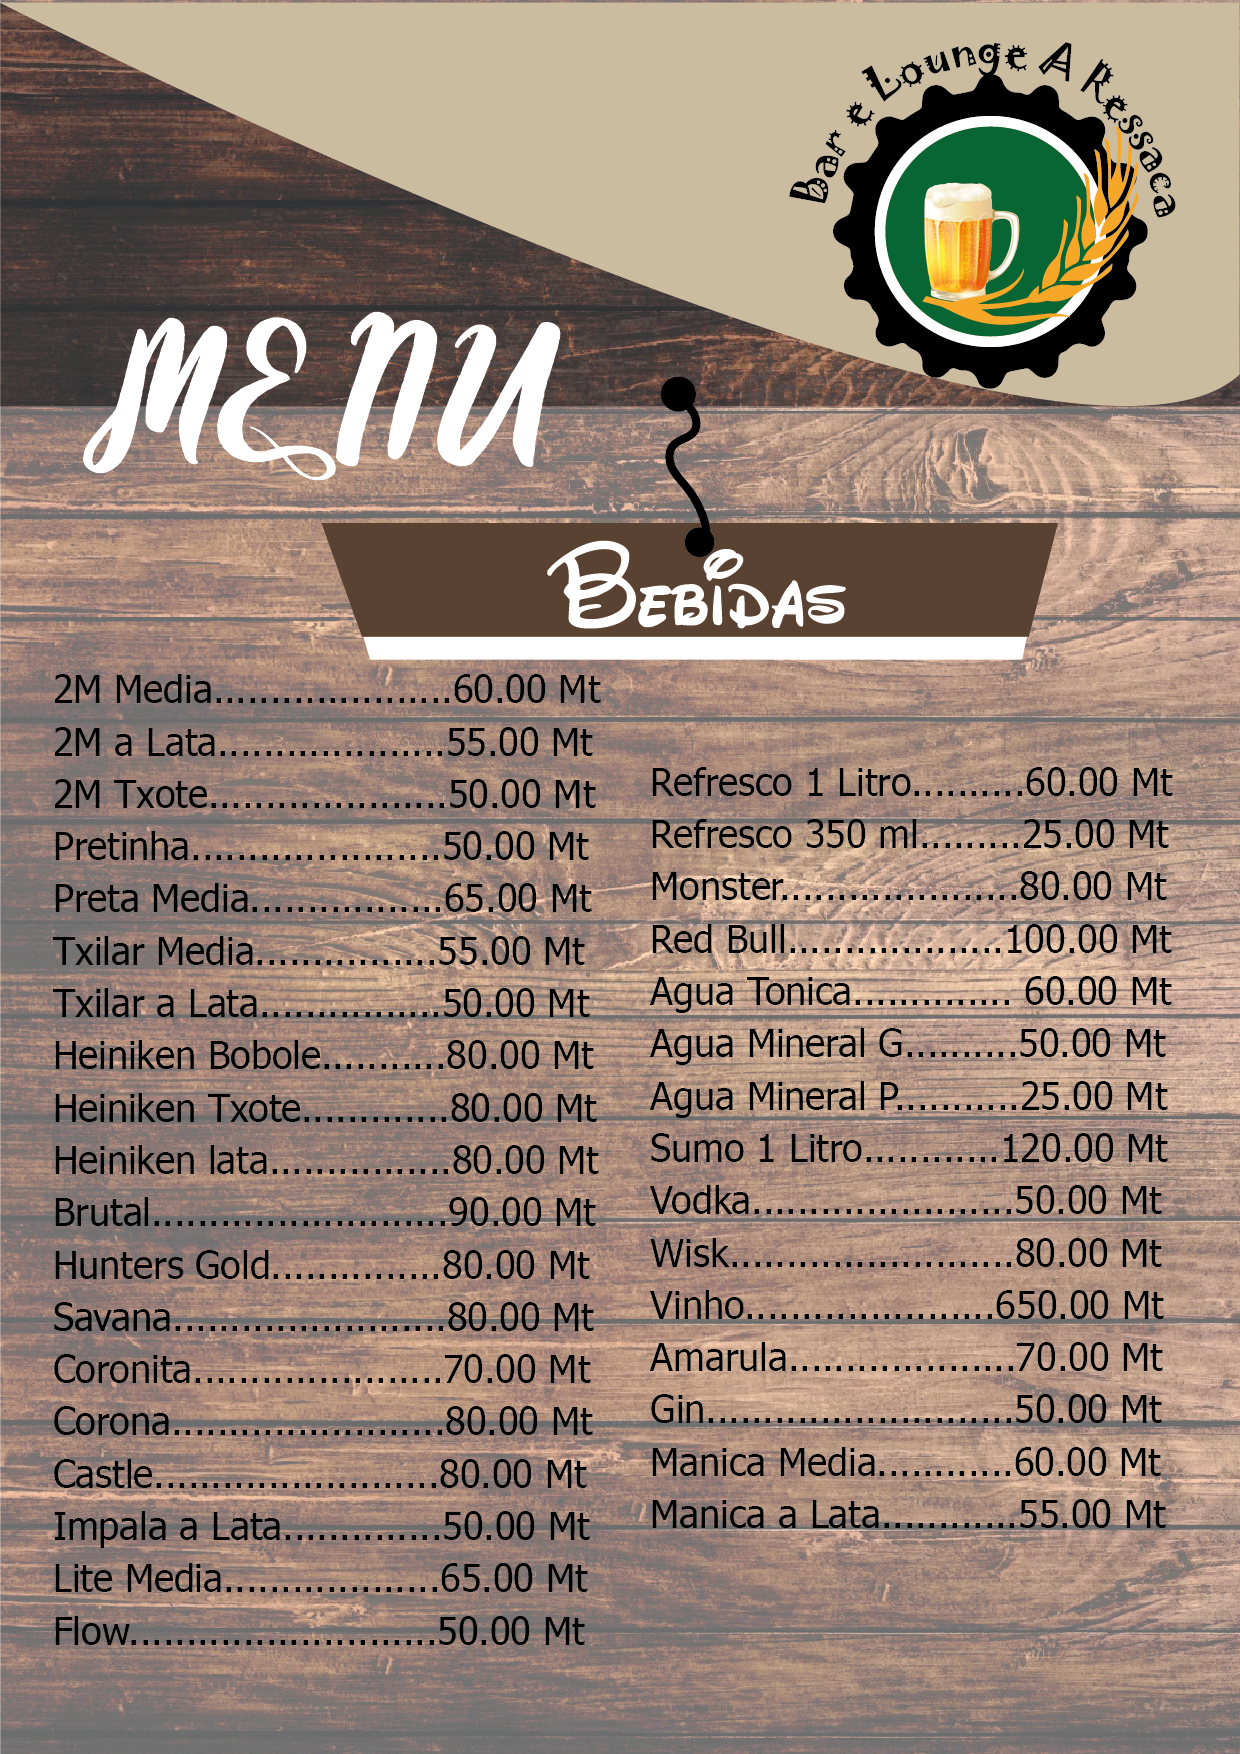 Bar e Lounge A Ressaca
MENU
Bebidas
2M Media.....................60.00 Mt
2M a Lata....................55.00 Mt
2M Txote.....................50.00 Mt
Pretinha......................50.00 Mt
Preta Media.................65.00 Mt
Txilar Media................55.00 Mt
Txilar a Lata................50.00 Mt
Heiniken Bobole...........80.00 Mt
Heiniken Txote.............80.00 Mt
Heiniken lata................80.00 Mt
Brutal..........................90.00 Mt
Hunters Gold...............80.00 Mt
Savana........................80.00 Mt
Coronita......................70.00 Mt
Corona........................80.00 Mt
Castle.........................80.00 Mt
Impala a Lata..............50.00 Mt
Lite Media...................65.00 Mt
Flow...........................50.00 Mt
Refresco 1 Litro..........60.00 Mt
Refresco 350 ml.........25.00 Mt
Monster.....................80.00 Mt
Red Bull...................100.00 Mt
Agua Tonica.............. 60.00 Mt
Agua Mineral G..........50.00 Mt
Agua Mineral P...........25.00 Mt
Sumo 1 Litro............120.00 Mt
Vodka.......................50.00 Mt
Wisk.........................80.00 Mt
Vinho......................650.00 Mt
Amarula....................70.00 Mt
Gin...........................50.00 Mt
Manica Media............60.00 Mt
Manica a Lata............55.00 Mt